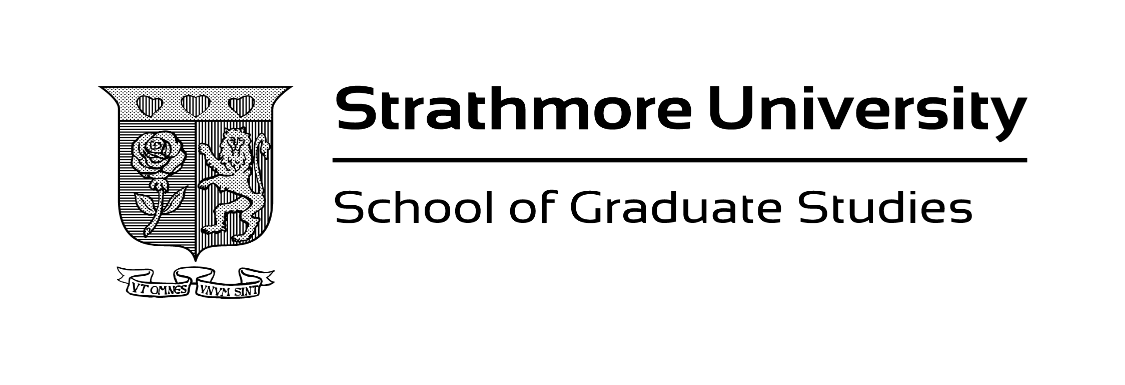 Strathmore University
School of Graduate Studies
VT OMNES VNVM SINT